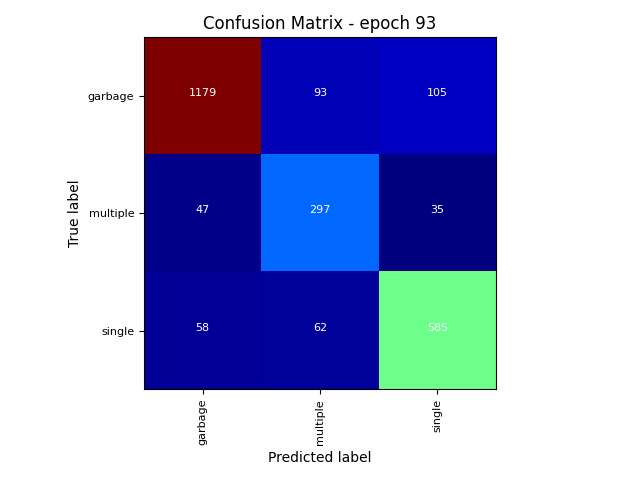 Confusion Matrix - epoch 93
True label
garbage 1179 93 105
multiple 47 297 35
single 58 62 585
garbage multiple single
Predicted label